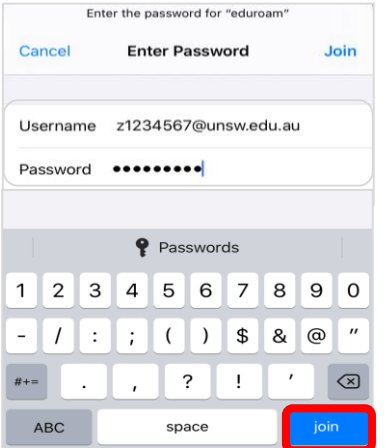 Enter the password for “eduroam”
Cancel Enter Password Join
Username z1234567@unsw.edu.au
Password •••••••••
Passwords
1 2 3 4 5 6 7 8 9 0
- / : ; ( ) $ & @ "
#+= . , ? ! '
ABC space join